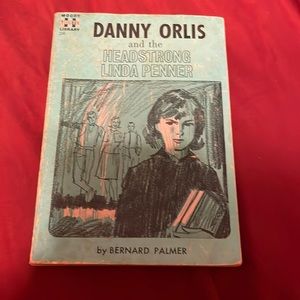 MOODY
LIBRARY
DANNY ORLIS
and the
HEADSTRONG
LINDA PENNER
by BERNARD PALMER